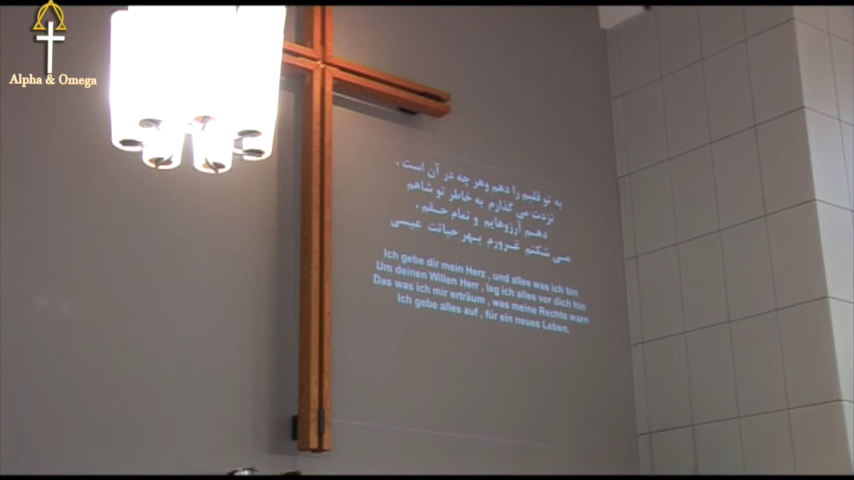 Alpha & Omega
به تو قلبم را دهم وهر چه در آن است .
نزدت می گذارم به خاطر تو شاهم
دهم آرزوهایم و تمام حقم .
می شکنم غرورم بهر حیاتت عیسی
Ich gebe dir mein Herz , und alles was ich bin
Um deinen Willen Herr , leg ich alles vor dich hin
Das was ich mir erträum , was meine Rechte warn
Ich gebe alles auf , für ein neues Leben.